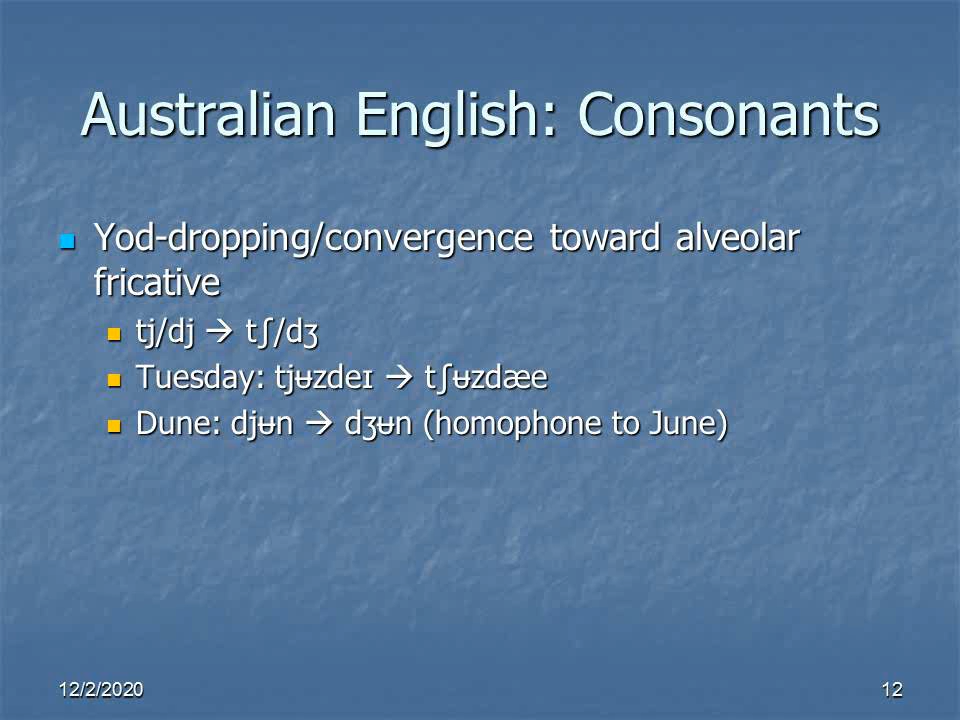 Australian English: Consonants
Yod-dropping/convergence toward alveolar
fricative
tj/dj → tʃ/dʒ
Tuesday: tjʉzdeɪ → tʃʉzdæe
Dune: djʉn → dʒʉn (homophone to June)
12/2/2020
12